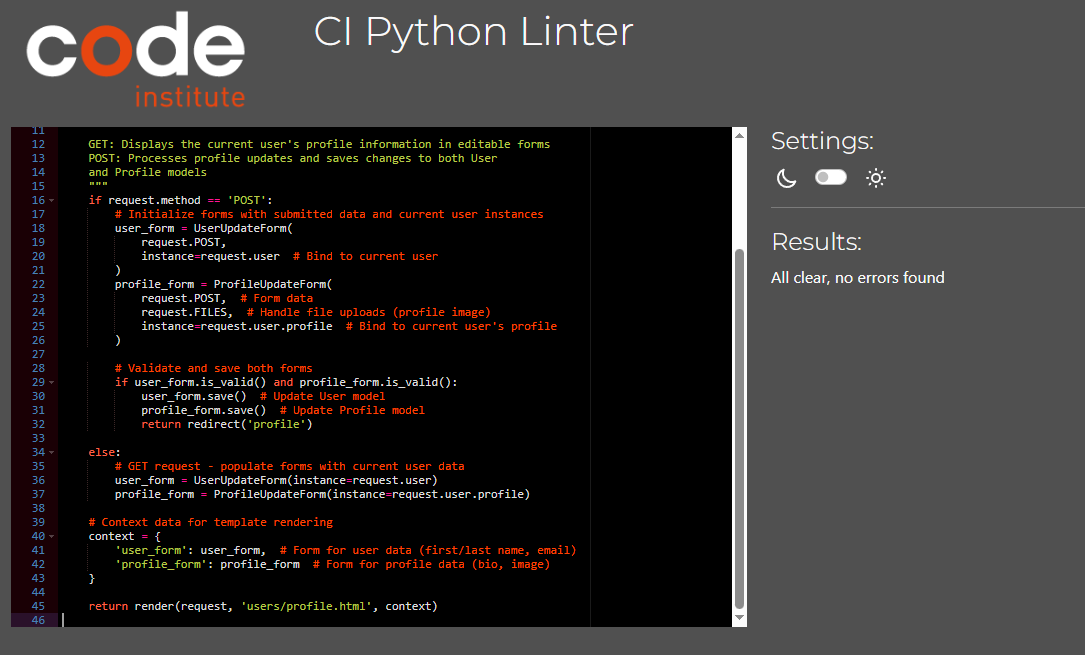 code
institute
CI Python Linter
11
12 GET: Displays the current user's profile information in editable forms
13 POST: Processes profile updates and saves changes to both User
14 and Profile models
15 """
16 if request.method == 'POST':
17 # Initialize forms with submitted data and current user instances
18 user_form = UserUpdateForm(
19 request.POST,
20 instance=request.user  # Bind to current user
21 )
22 profile_form = ProfileUpdateForm(
23 request.POST,  # Form data
24 request.FILES,  # Handle file uploads (profile image)
25 instance=request.user.profile  # Bind to current user's profile
26 )
27
28 # Validate and save both forms
29 if user_form.is_valid() and profile_form.is_valid():
30 user_form.save()  # Update User model
31 profile_form.save()  # Update Profile model
32 return redirect('profile')
33
34 else:
35 # GET request - populate forms with current user data
36 user_form = UserUpdateForm(instance=request.user)
37 profile_form = ProfileUpdateForm(instance=request.user.profile)
38
39 # Context data for template rendering
40 context = {
41 'user_form': user_form,  # Form for user data (first/last name, email)
42 'profile_form': profile_form  # Form for profile data (bio, image)
43 }
44
45 return render(request, 'users/profile.html', context)
46
Settings:
Results:
All clear, no errors found